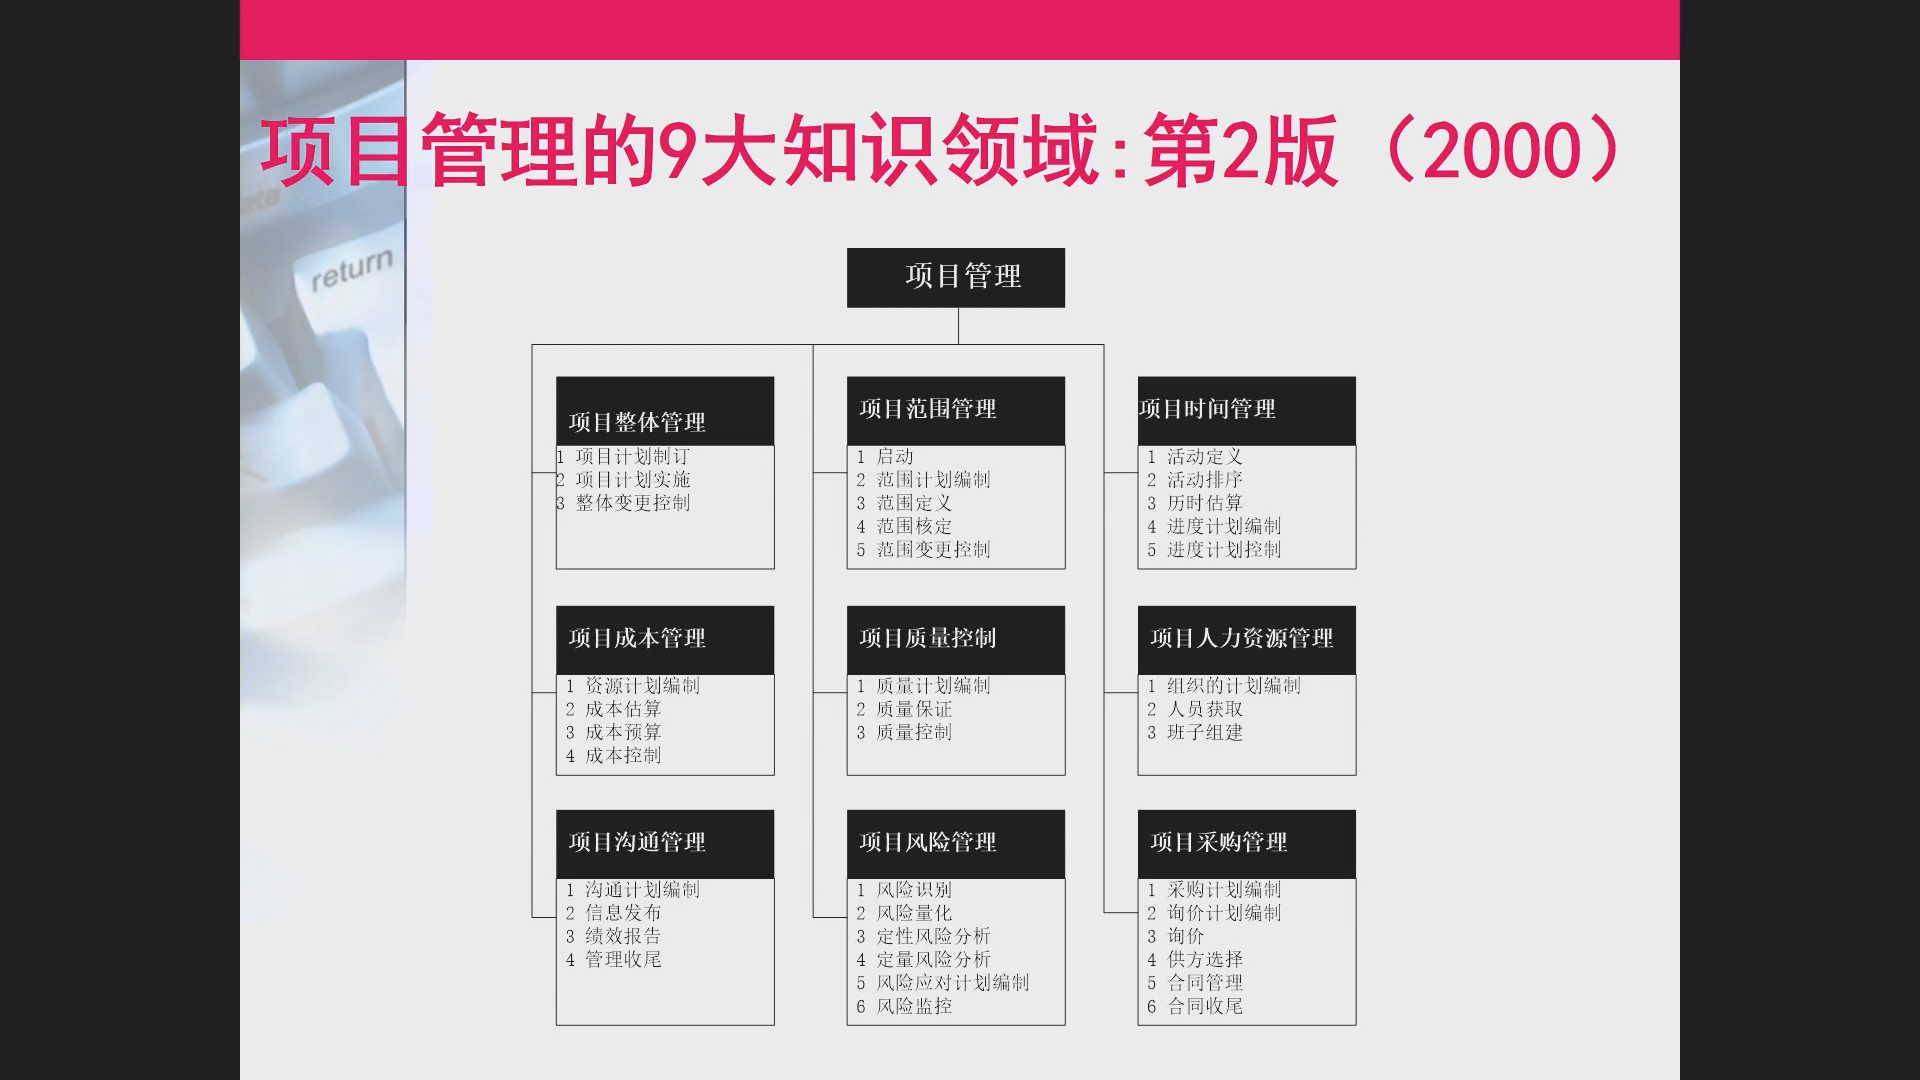 项目管理的9大知识领域:第2版（2000）
return
项目管理
项目整体管理
1 项目计划制订
2 项目计划实施
3 整体变更控制
项目范围管理
1 启动
2 范围计划编制
3 范围定义
4 范围核定
5 范围变更控制
项目时间管理
1 活动定义
2 活动排序
3 历时估算
4 进度计划编制
5 进度计划控制
项目成本管理
1 资源计划编制
2 成本估算
3 成本预算
4 成本控制
项目质量控制
1 质量计划编制
2 质量保证
3 质量控制
项目人力资源管理
1 组织的计划编制
2 人员获取
3 班子组建
项目沟通管理
1 沟通计划编制
2 信息发布
3 绩效报告
4 管理收尾
项目风险管理
1 风险识别
2 风险量化
3 定性风险分析
4 定量风险分析
5 风险应对计划编制
6 风险监控
项目采购管理
1 采购计划编制
2 询价计划编制
3 询价
4 供方选择
5 合同管理
6 合同收尾